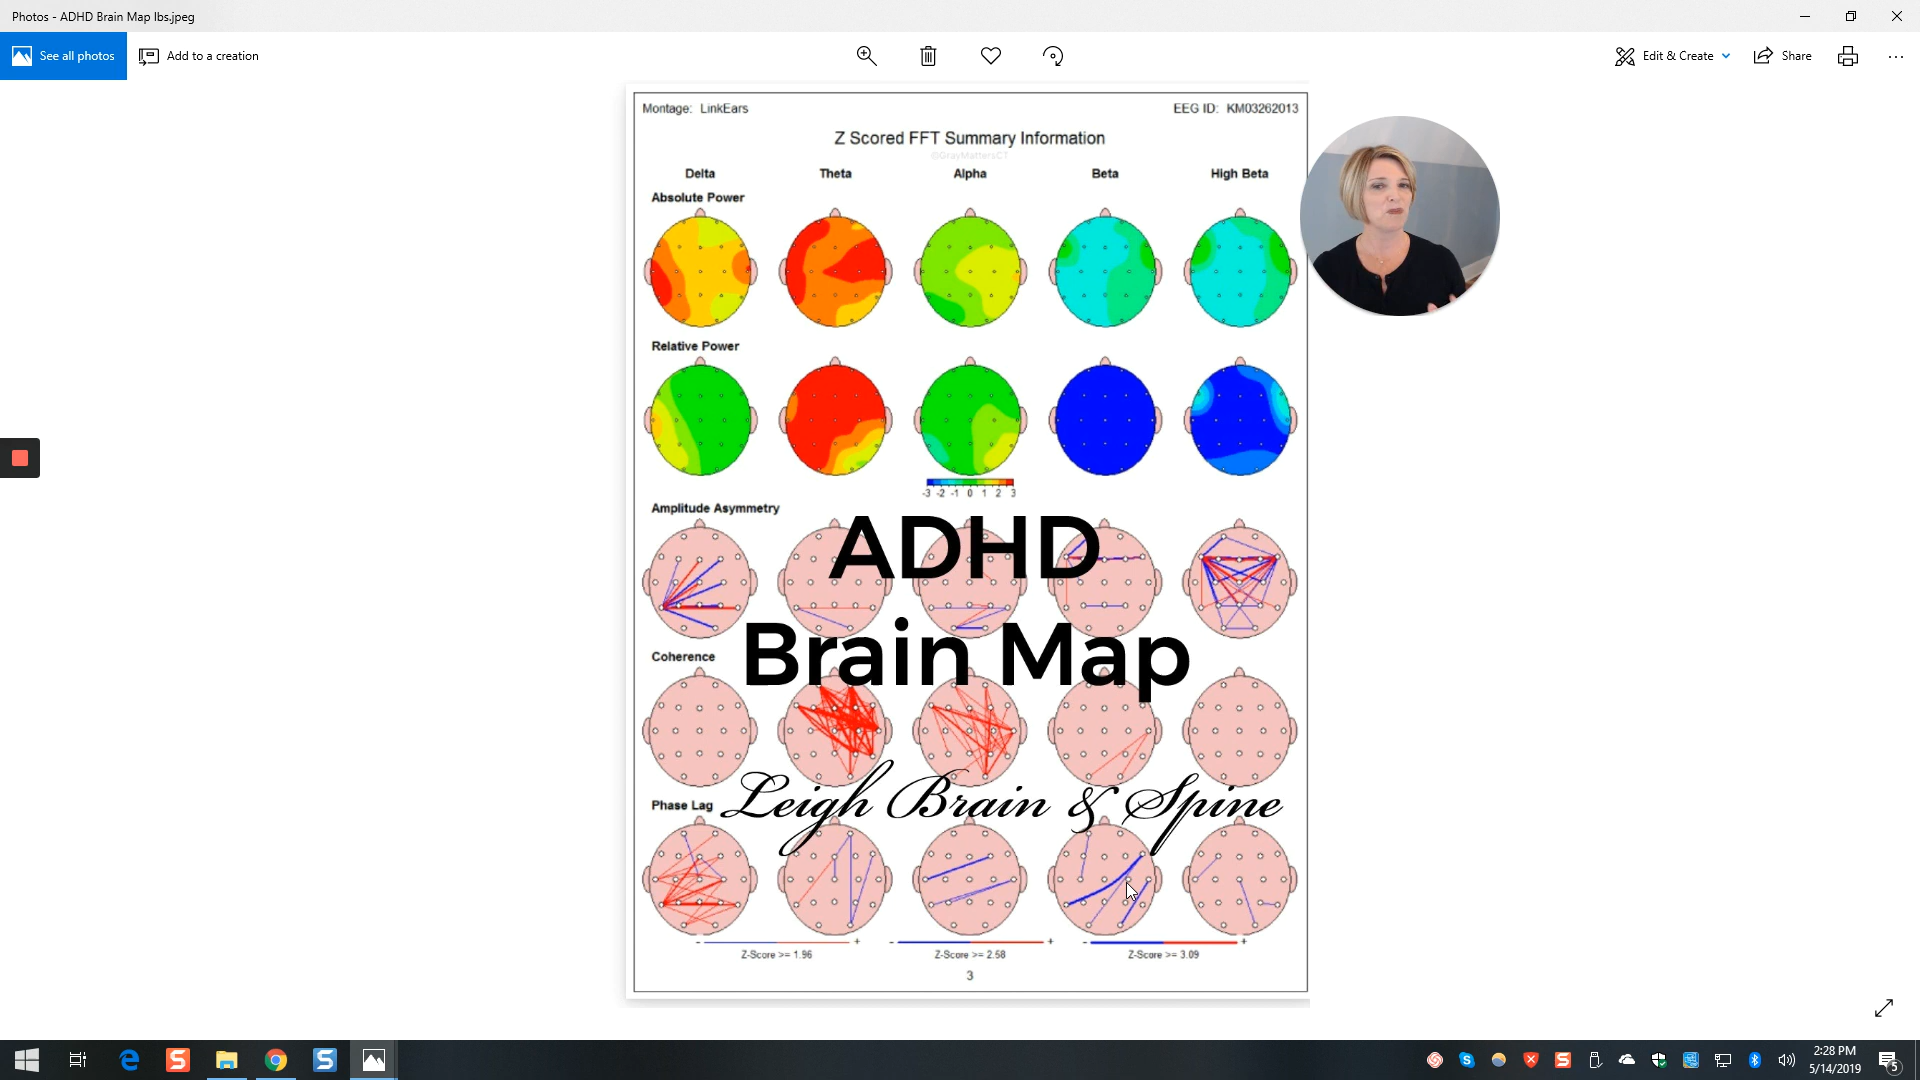 Photos - ADHD Brain Map lbs.jpeg
See all photos
Add to a creation
Edit & Create
Share
Montage: LinkEars
EEG ID: KM03262013
Z Scored FFT Summary Information
@GrayMattersCT
Delta Theta Alpha Beta High Beta
Absolute Power
Relative Power
-3 -2 -1 0 1 2 3
Amplitude Asymmetry
ADHD
Brain Map
Coherence
Leigh Brain & Spine
Phase Lag
- + - + - +
Z-Score >= 1.96 Z-Score >= 2.58 Z-Score >= 3.09
3
2:28 PM
5/14/2019
5